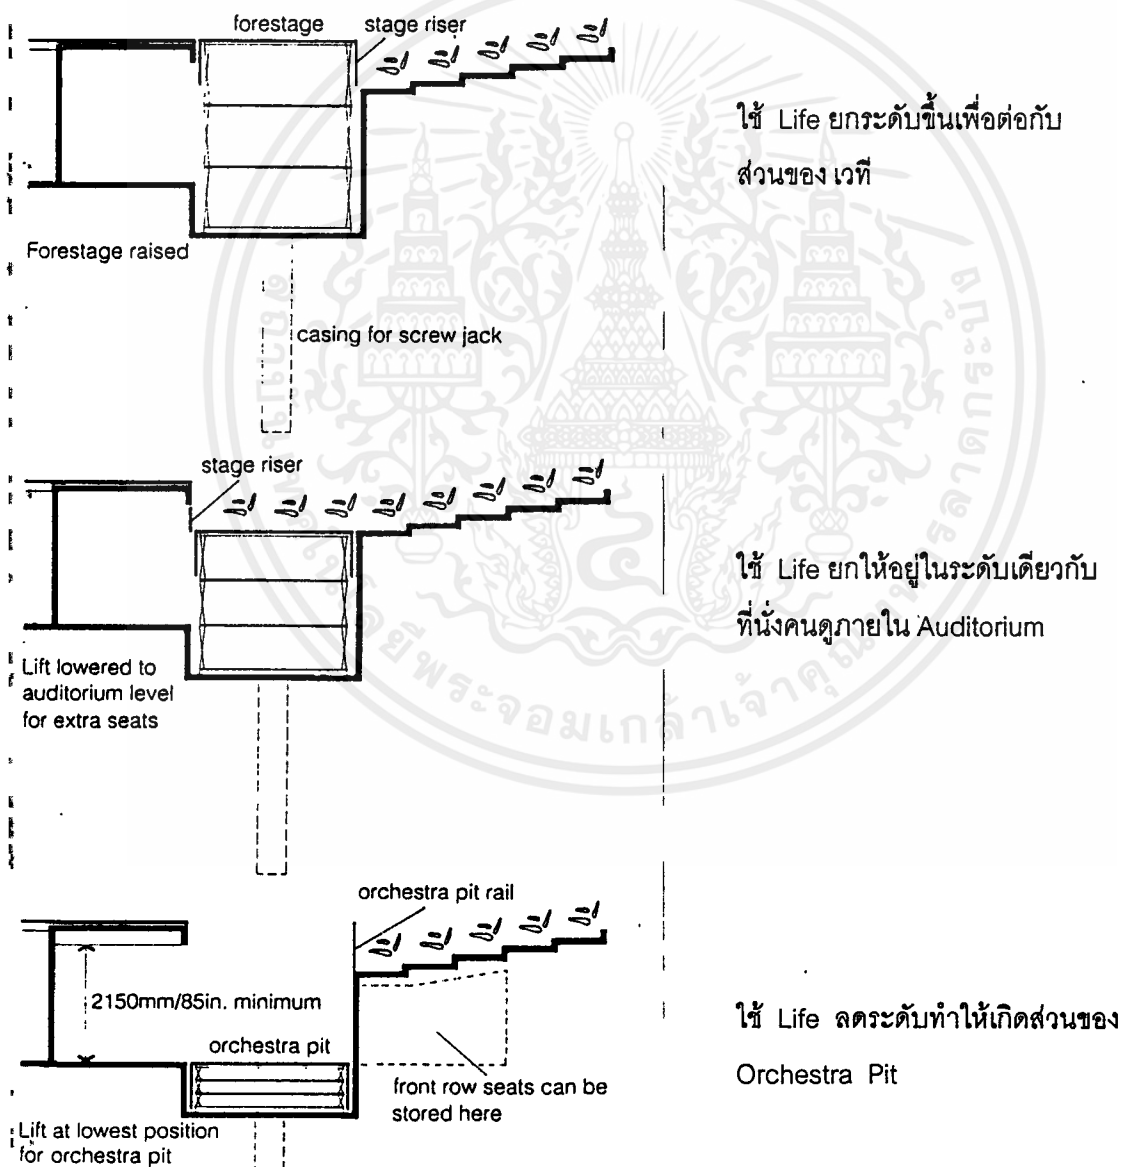 forestage
stage riser
ใช้ Life ยกระดับขึ้นเพื่อต่อกับ
ส่วนของ เวที
Forestage raised
casing for screw jack
stage riser
ใช้ Life ยกให้อยู่ในระดับเดียวกับ
ที่นั่งคนดูภายใน Auditorium
Lift lowered to
auditorium level
for extra seats
orchestra pit rail
2150mm/85in. minimum
orchestra pit
ใช้ Life ลดระดับทำให้เกิดส่วนของ
Orchestra Pit
front row seats can be
stored here
Lift at lowest position
for orchestra pit